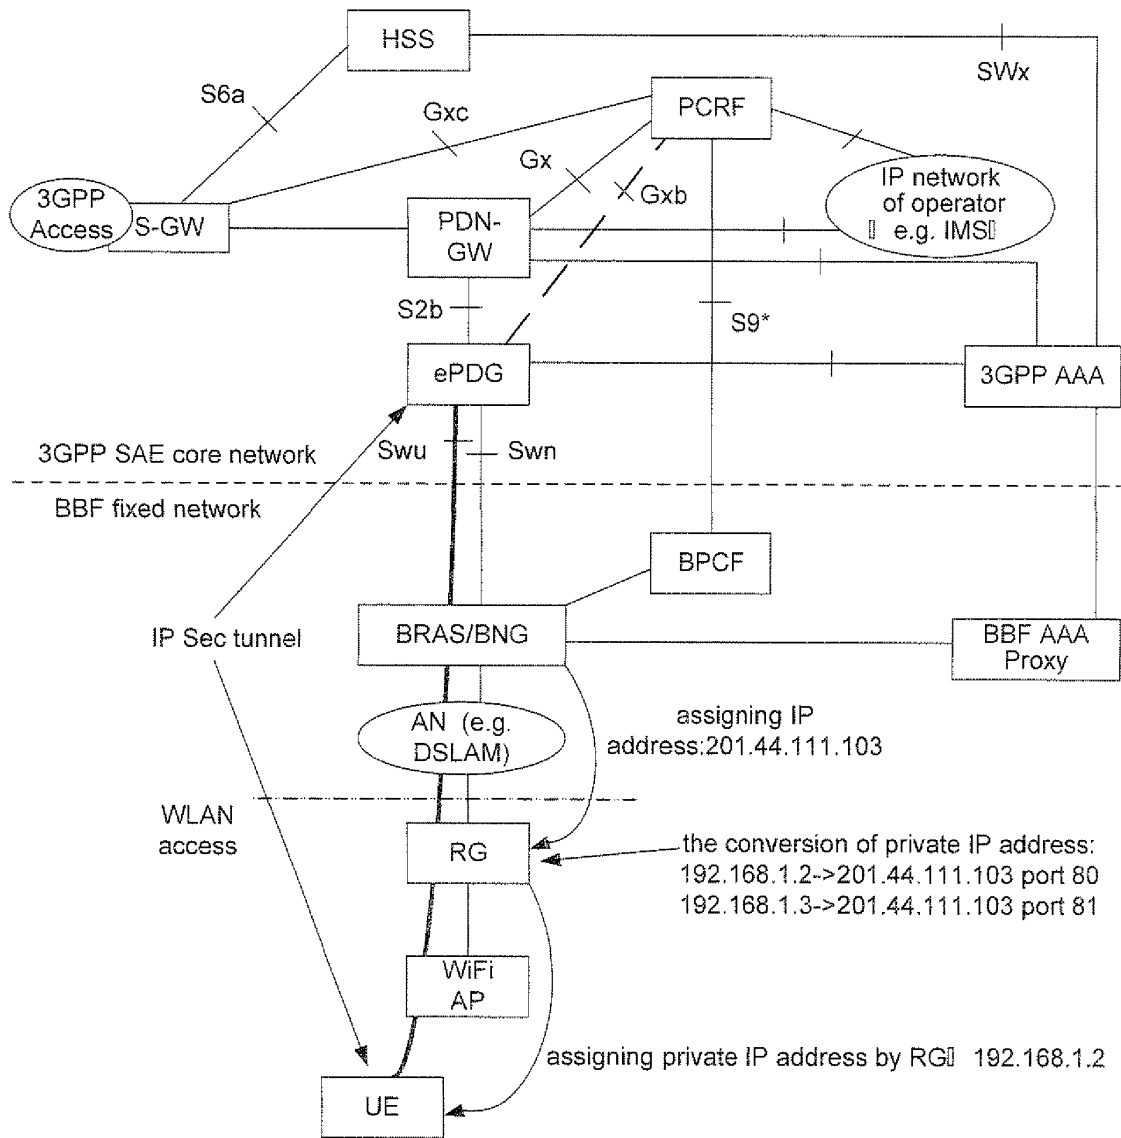 HSS
SWx
S6a
PCRF
Gxc
Gx
3GPP
Access
S-GW
PDN-
GW
Gxb
IP network
of operator
e.g. IMS
S2b
S9*
ePDG
3GPP AAA
Swu
Swn
3GPP SAE core network
BBF fixed network
BPCF
IP Sec tunnel
BRAS/BNG
BBF AAA
Proxy
AN (e.g.
DSLAM)
assigning IP
address:201.44.111.103
WLAN
access
RG
the conversion of private IP address:
192.168.1.2->201.44.111.103 port 80
192.168.1.3->201.44.111.103 port 81
WiFi
AP
assigning private IP address by RG 192.168.1.2
UE